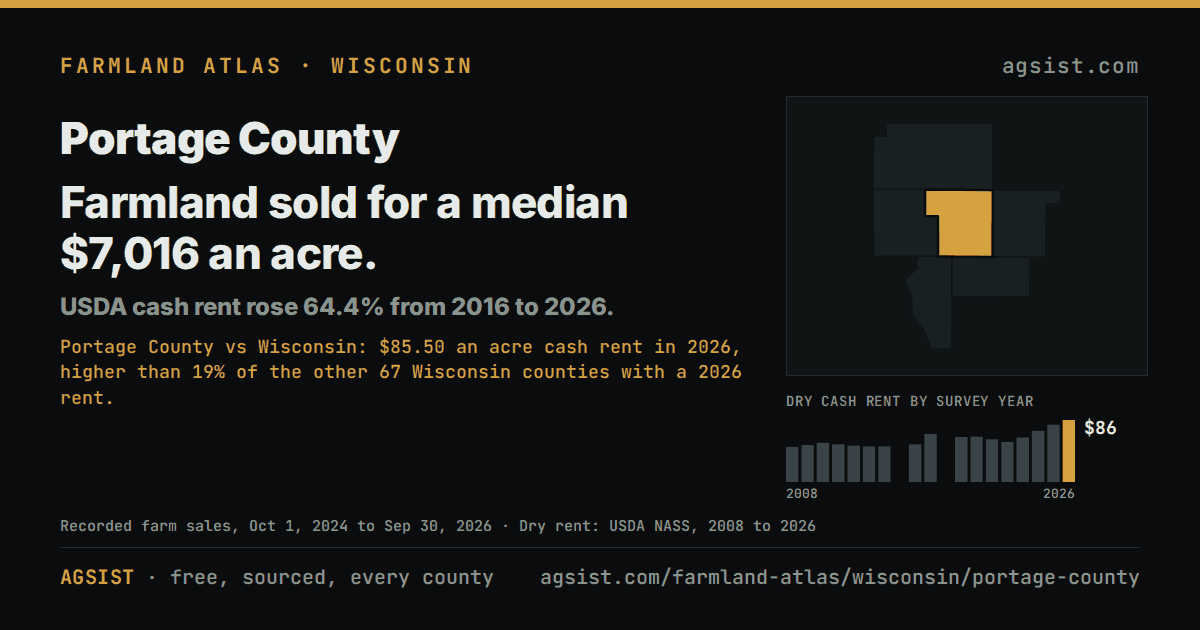 FARMLAND ATLAS · WISCONSIN
agsist.com
Portage County
Farmland sold for a median
$7,016 an acre.
USDA cash rent rose 64.4% from 2016 to 2026.
Portage County vs Wisconsin: $85.50 an acre cash rent in 2026,
higher than 19% of the other 67 Wisconsin counties with a 2026
rent.
DRY CASH RENT BY SURVEY YEAR
$86
2008
2026
Recorded farm sales, Oct 1, 2024 to Sep 30, 2026 · Dry rent: USDA NASS, 2008 to 2026
AGSIST · free, sourced, every county
agsist.com/farmland-atlas/wisconsin/portage-county